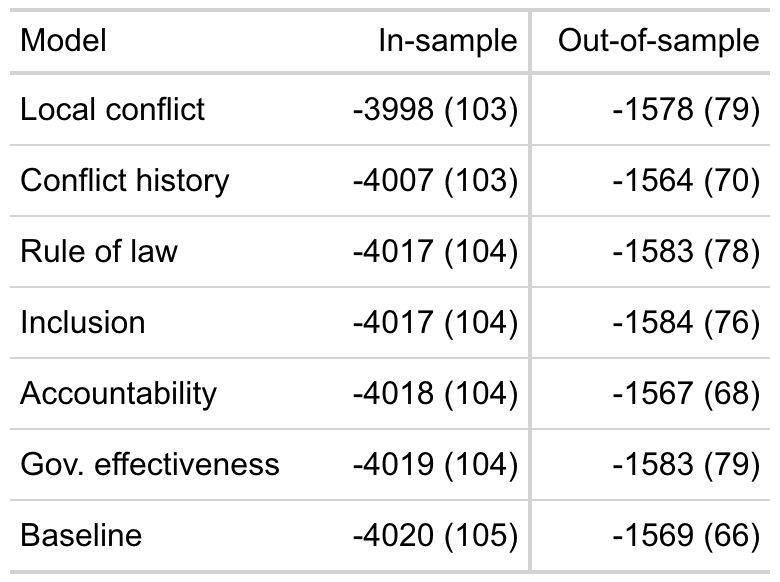 Model In-sample Out-of-sample
Local conflict -3998 (103) -1578 (79)
Conflict history -4007 (103) -1564 (70)
Rule of law -4017 (104) -1583 (78)
Inclusion -4017 (104) -1584 (76)
Accountability -4018 (104) -1567 (68)
Gov. effectiveness -4019 (104) -1583 (79)
Baseline -4020 (105) -1569 (66)